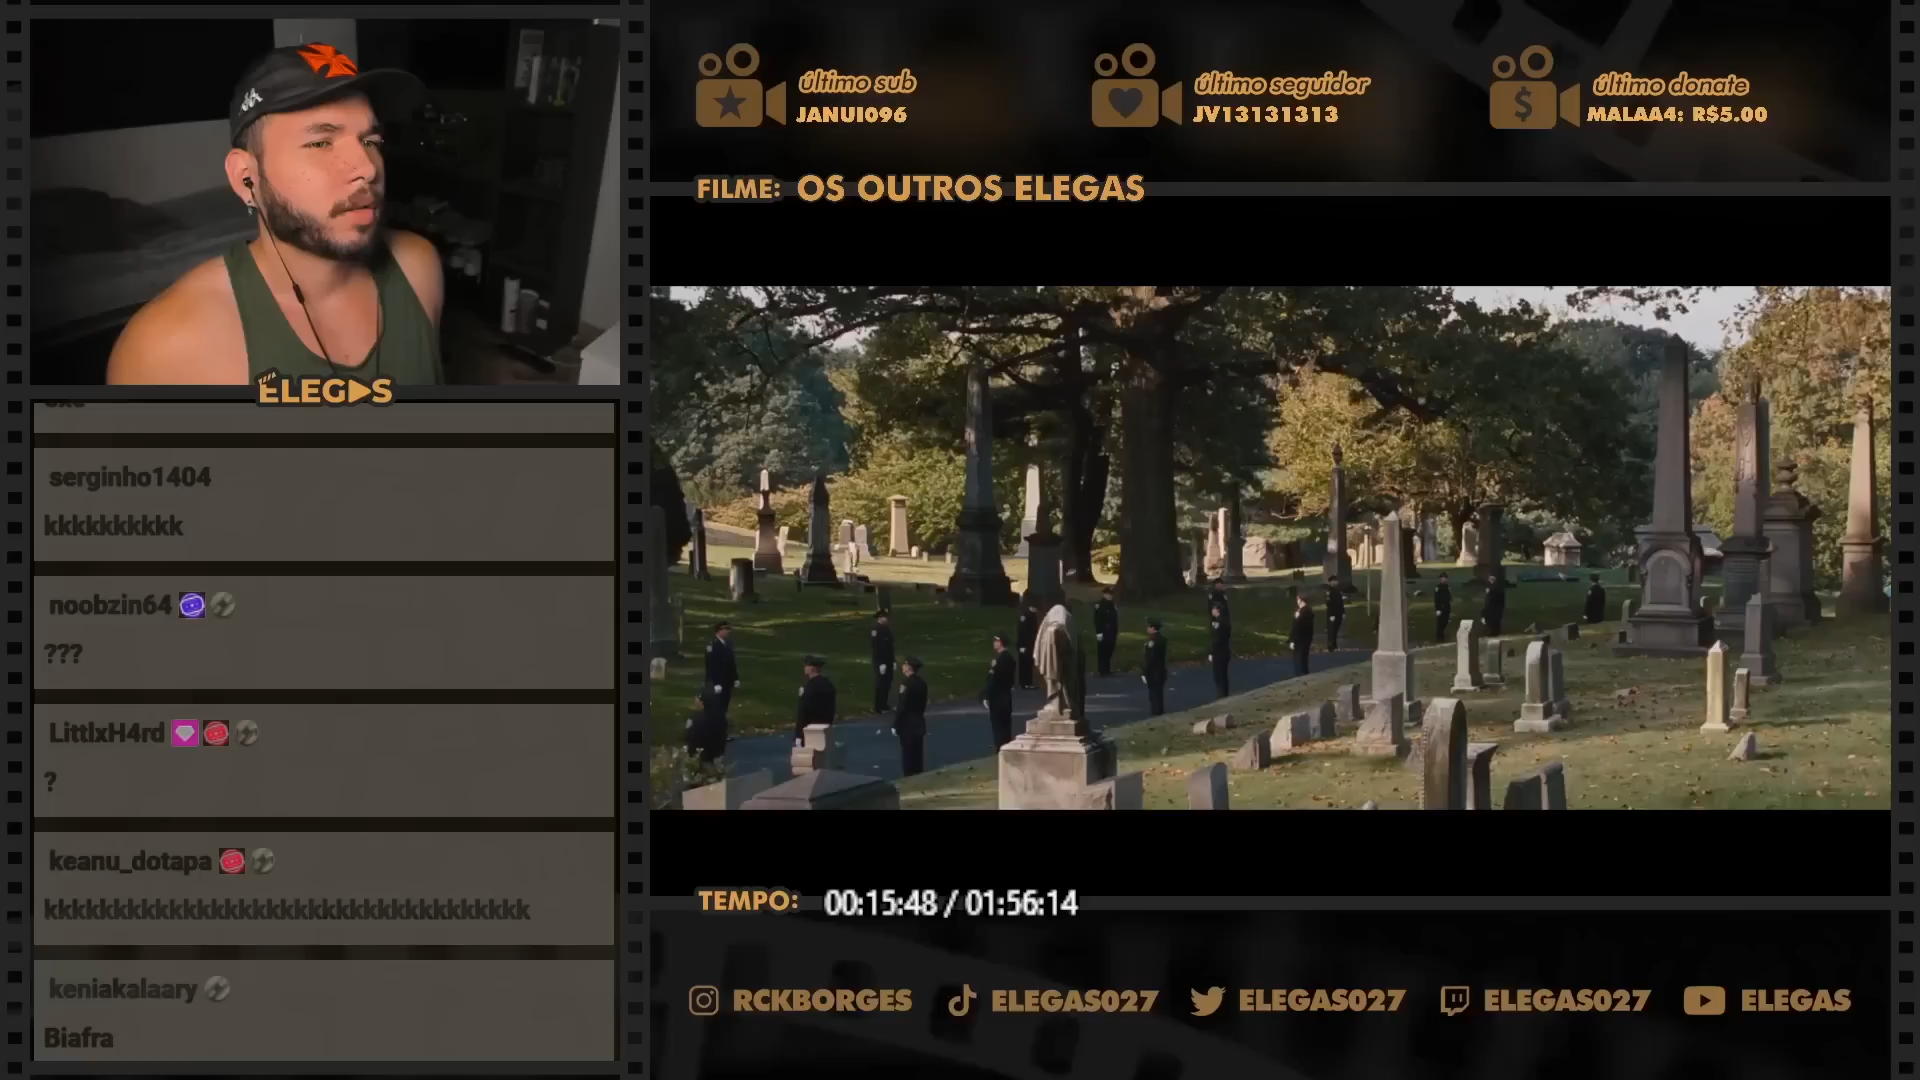 último sub
JANUI096
último seguidor
JV13131313
último donate
MALAA4: R$5.00
FILME: OS OUTROS ELEGAS
ELEGAS
serginho1404
kkkkkkkkkk
noobzin64
???
LittlxH4rd
?
keanu_dotapa
kkkkkkkkkkkkkkkkkkkkkkkkkkkkkkkkkkk
keniakalaary
Biafra
TEMPO: 00:15:48 / 01:56:14
RCKBORGES
ELEGAS027
ELEGAS027
ELEGAS027
ELEGAS